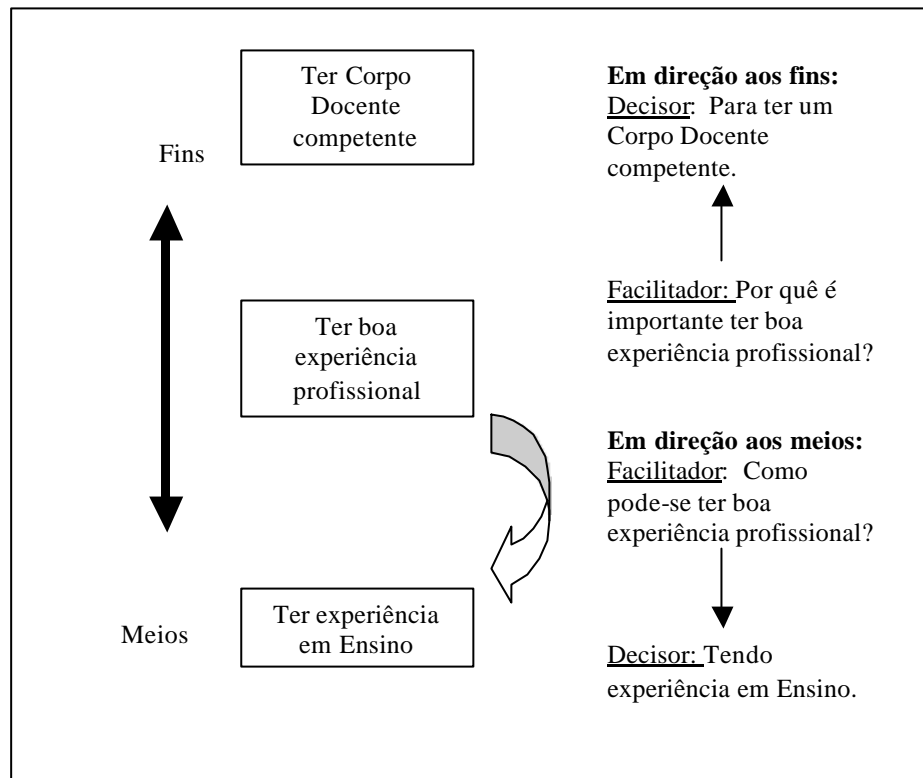 Ter Corpo
Docente
competente
Fins
Ter boa
experiência
profissional
Meios
Ter experiência
em Ensino
Em direção aos fins:
Decisor: Para ter um
Corpo Docente
competente.
Facilitador: Por quê é
importante ter boa
experiência profissional?
Em direção aos meios:
Facilitador: Como
pode-se ter boa
experiência profissional?
Decisor: Tendo
experiência em Ensino.